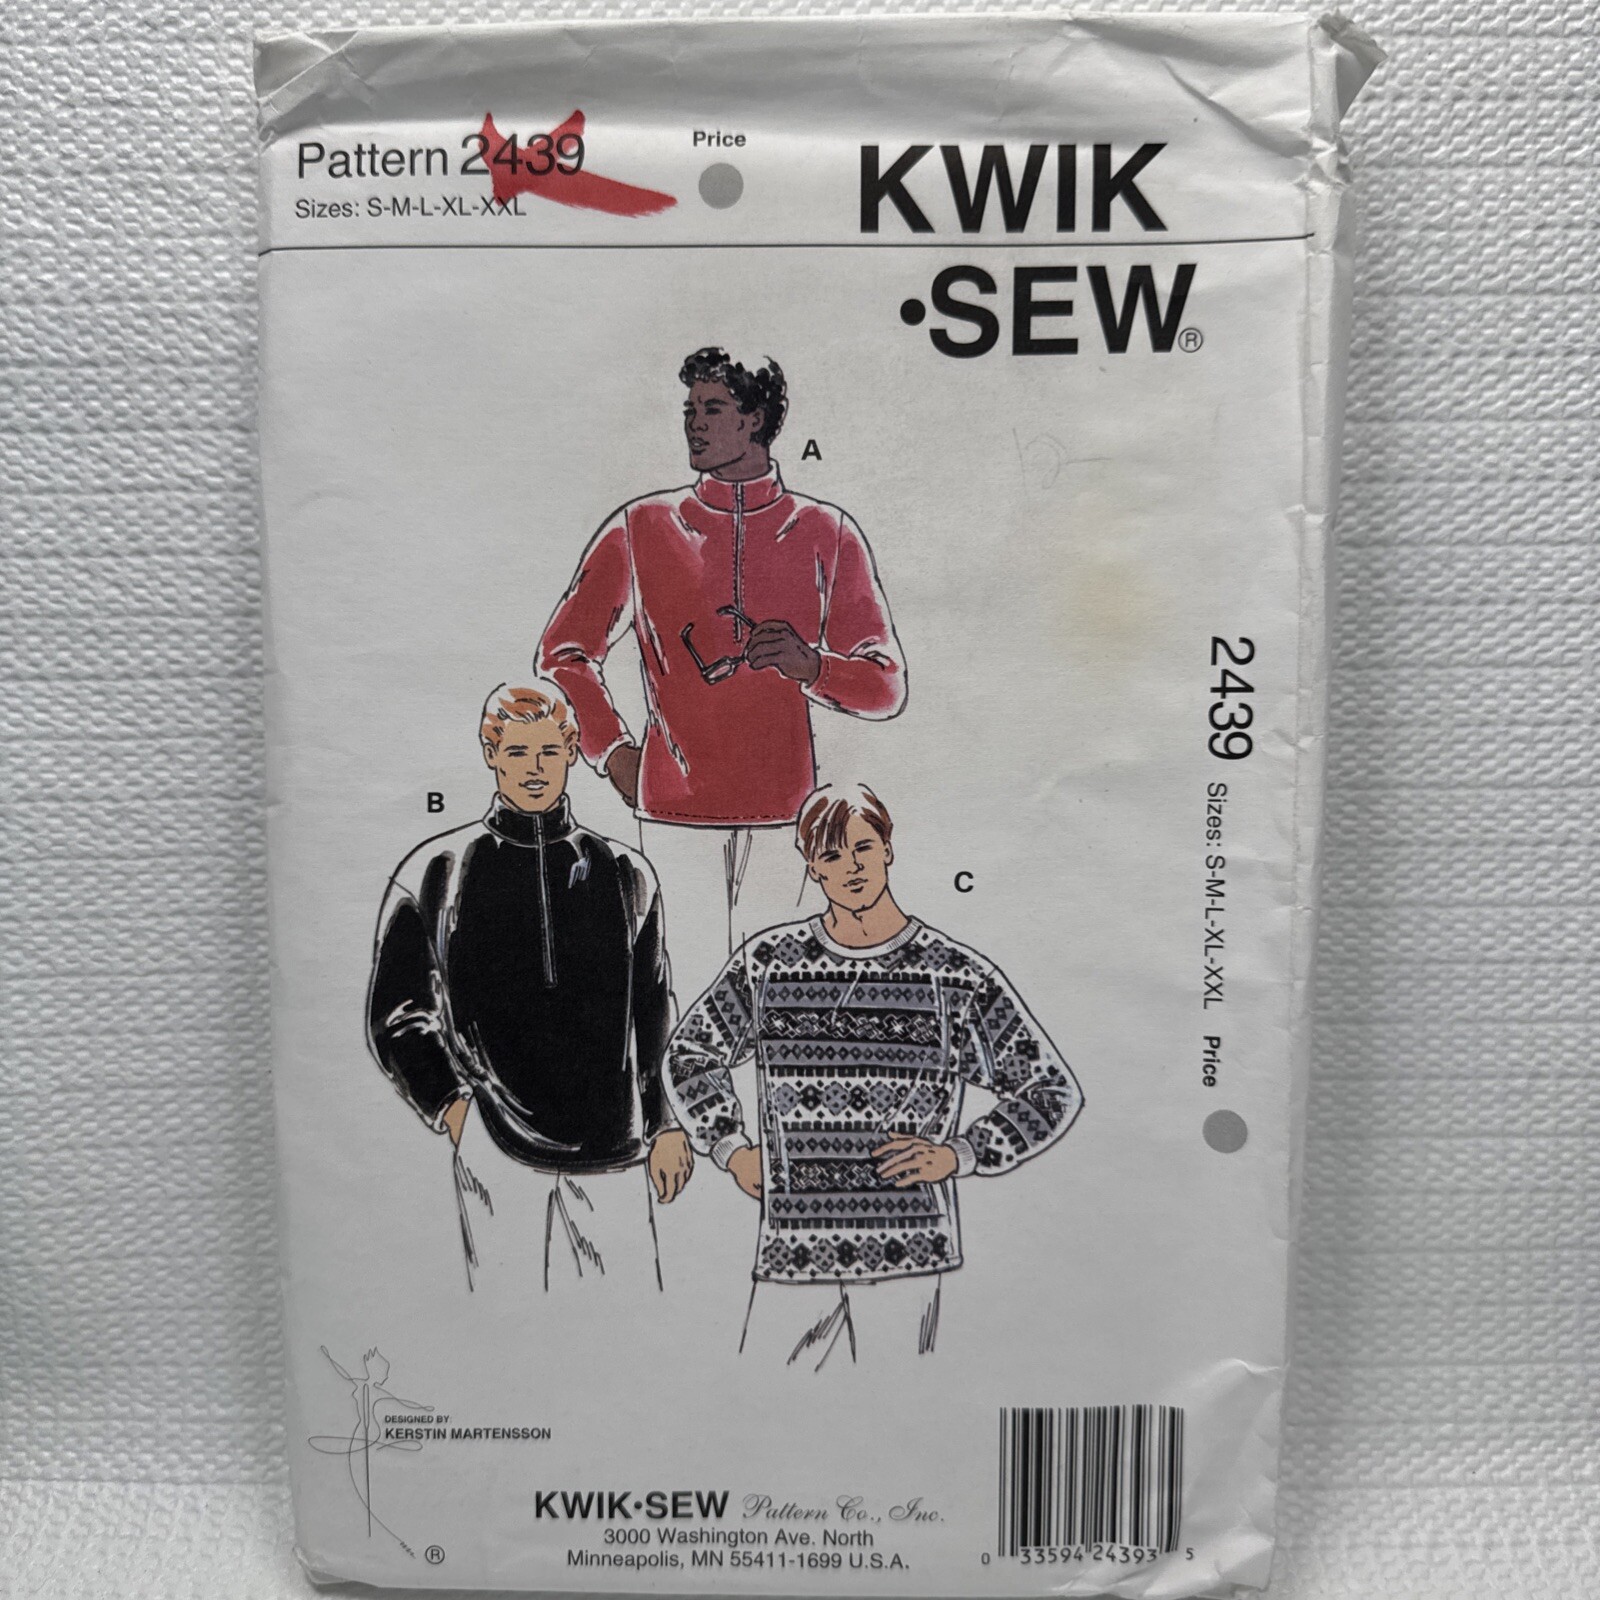 Pattern 2439
Sizes: S-M-L-XL-XXL
Price
KWIK
•SEW®
A
B
C
2439 Sizes: S-M-L-XL-XXL Price
DESIGNED BY:
KERSTIN MARTENSSON
®
KWIK•SEW Pattern Co., Inc.
3000 Washington Ave. North
Minneapolis, MN 55411-1699 U.S.A.
0 33594 24393 5